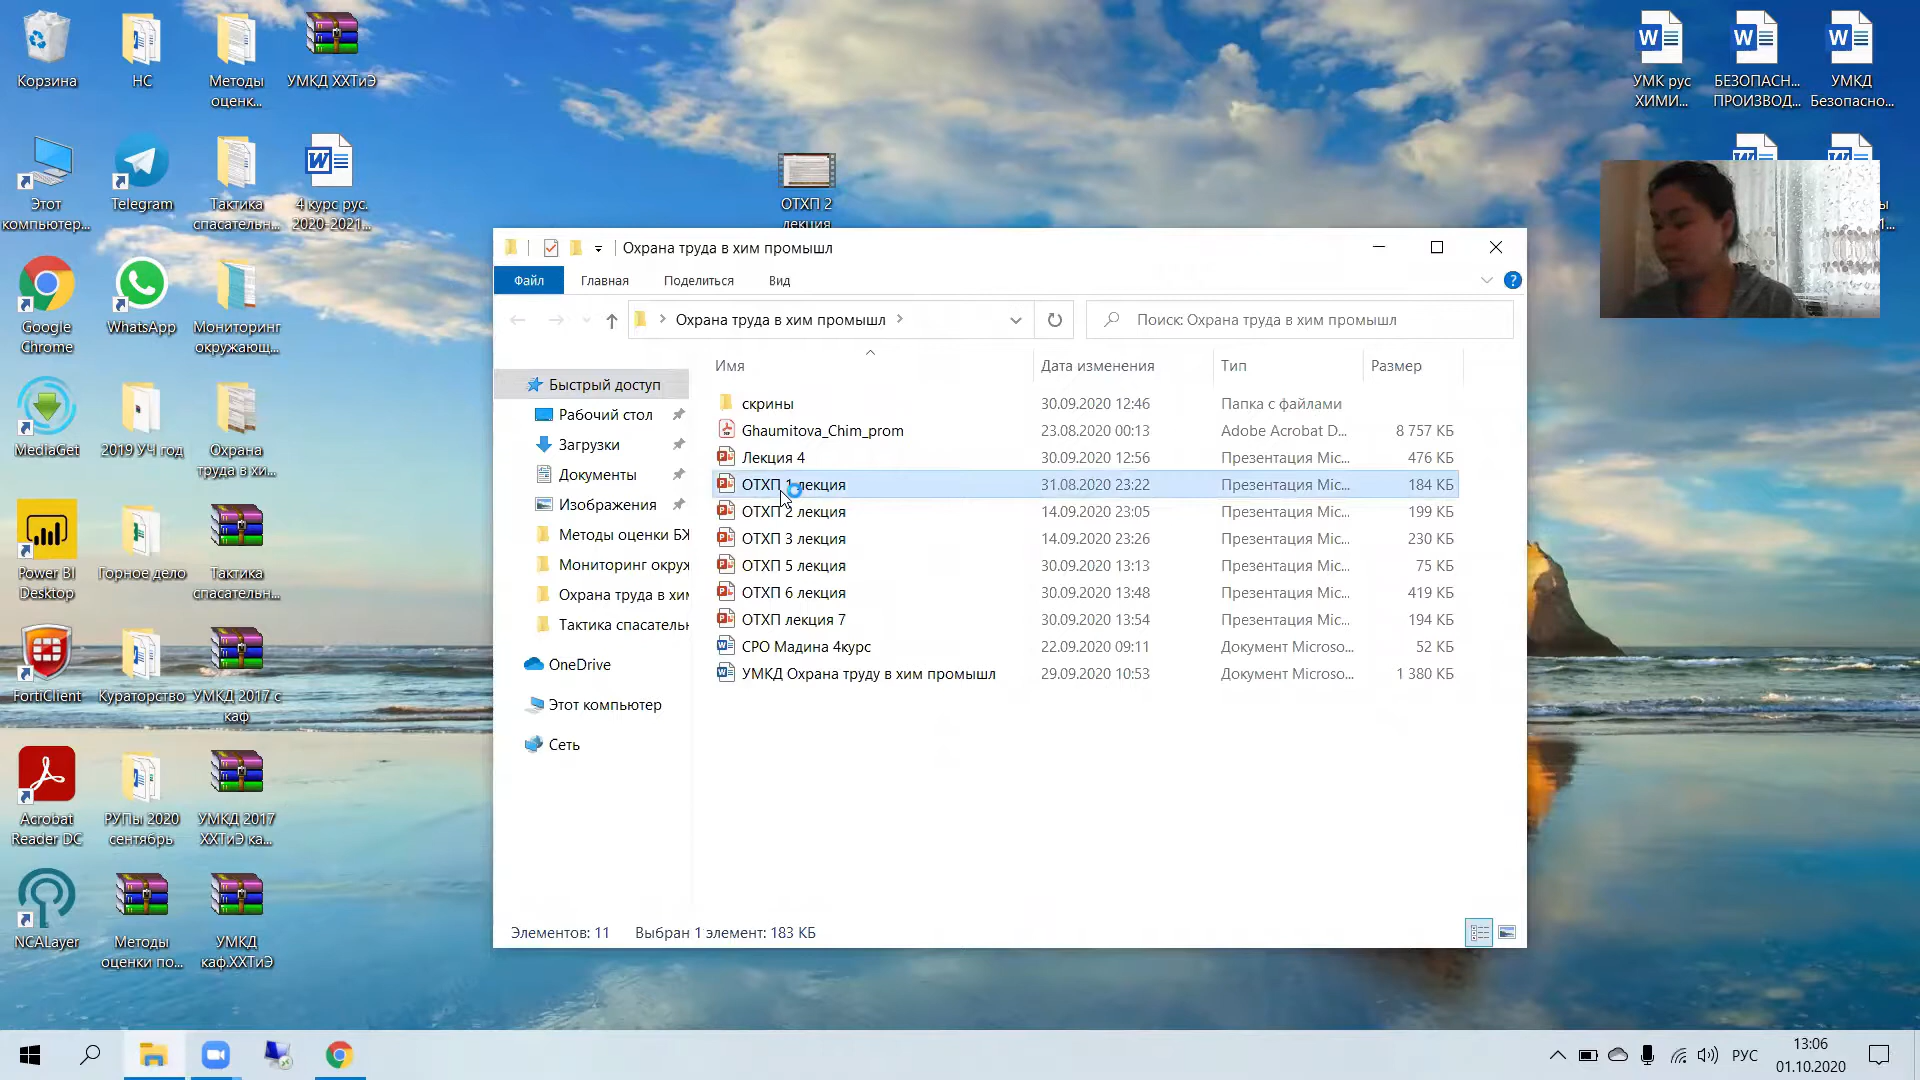 Корзина
НС
Методы
оценк...
УМКД ХХТиЭ
УМК рус
ХИМИ...
БЕЗОПАСН...
ПРОИЗВОД...
УМКД
Безопасно...
Этот
компьютер...
Telegram
Тактика
спасательн...
4 курс рус.
2020-2021...
ОТХП 2
лекция
Google
Chrome
WhatsApp
Мониторинг
окружающ...
MediaGet
2019 УЧ год
Охрана
труда в хи...
Power BI
Desktop
Горное дело
Тактика
спасательн...
FortiClient
Кураторство
УМКД 2017 с
каф
Acrobat
Reader DC
РУПы 2020
сентябрь
УМКД 2017
ХХТиЭ ка...
NCALayer
Методы
оценки по...
УМКД
каф.ХХТиЭ
Охрана труда в хим промышл
Файл
Главная
Поделиться
Вид
Охрана труда в хим промышл
Поиск: Охрана труда в хим промышл
Быстрый доступ
Рабочий стол
Загрузки
Документы
Изображения
Методы оценки БЖ
Мониторинг окруж
Охрана труда в хим
Тактика спасательн
OneDrive
Этот компьютер
Сеть
Имя Дата изменения Тип Размер
скрины 30.09.2020 12:46 Папка с файлами
Ghaumitova_Chim_prom 23.08.2020 00:13 Adobe Acrobat D... 8 757 КБ
Лекция 4 30.09.2020 12:56 Презентация Mic... 476 КБ
ОТХП 1 лекция 31.08.2020 23:22 Презентация Mic... 184 КБ
ОТХП 2 лекция 14.09.2020 23:05 Презентация Mic... 199 КБ
ОТХП 3 лекция 14.09.2020 23:26 Презентация Mic... 230 КБ
ОТХП 5 лекция 30.09.2020 13:13 Презентация Mic... 75 КБ
ОТХП 6 лекция 30.09.2020 13:48 Презентация Mic... 419 КБ
ОТХП лекция 7 30.09.2020 13:54 Презентация Mic... 194 КБ
СРО Мадина 4курс 22.09.2020 09:11 Документ Microso... 52 КБ
УМКД Охрана труду в хим промышл 29.09.2020 10:53 Документ Microso... 1 380 КБ
Элементов: 11 Выбран 1 элемент: 183 КБ
РУС
13:06
01.10.2020